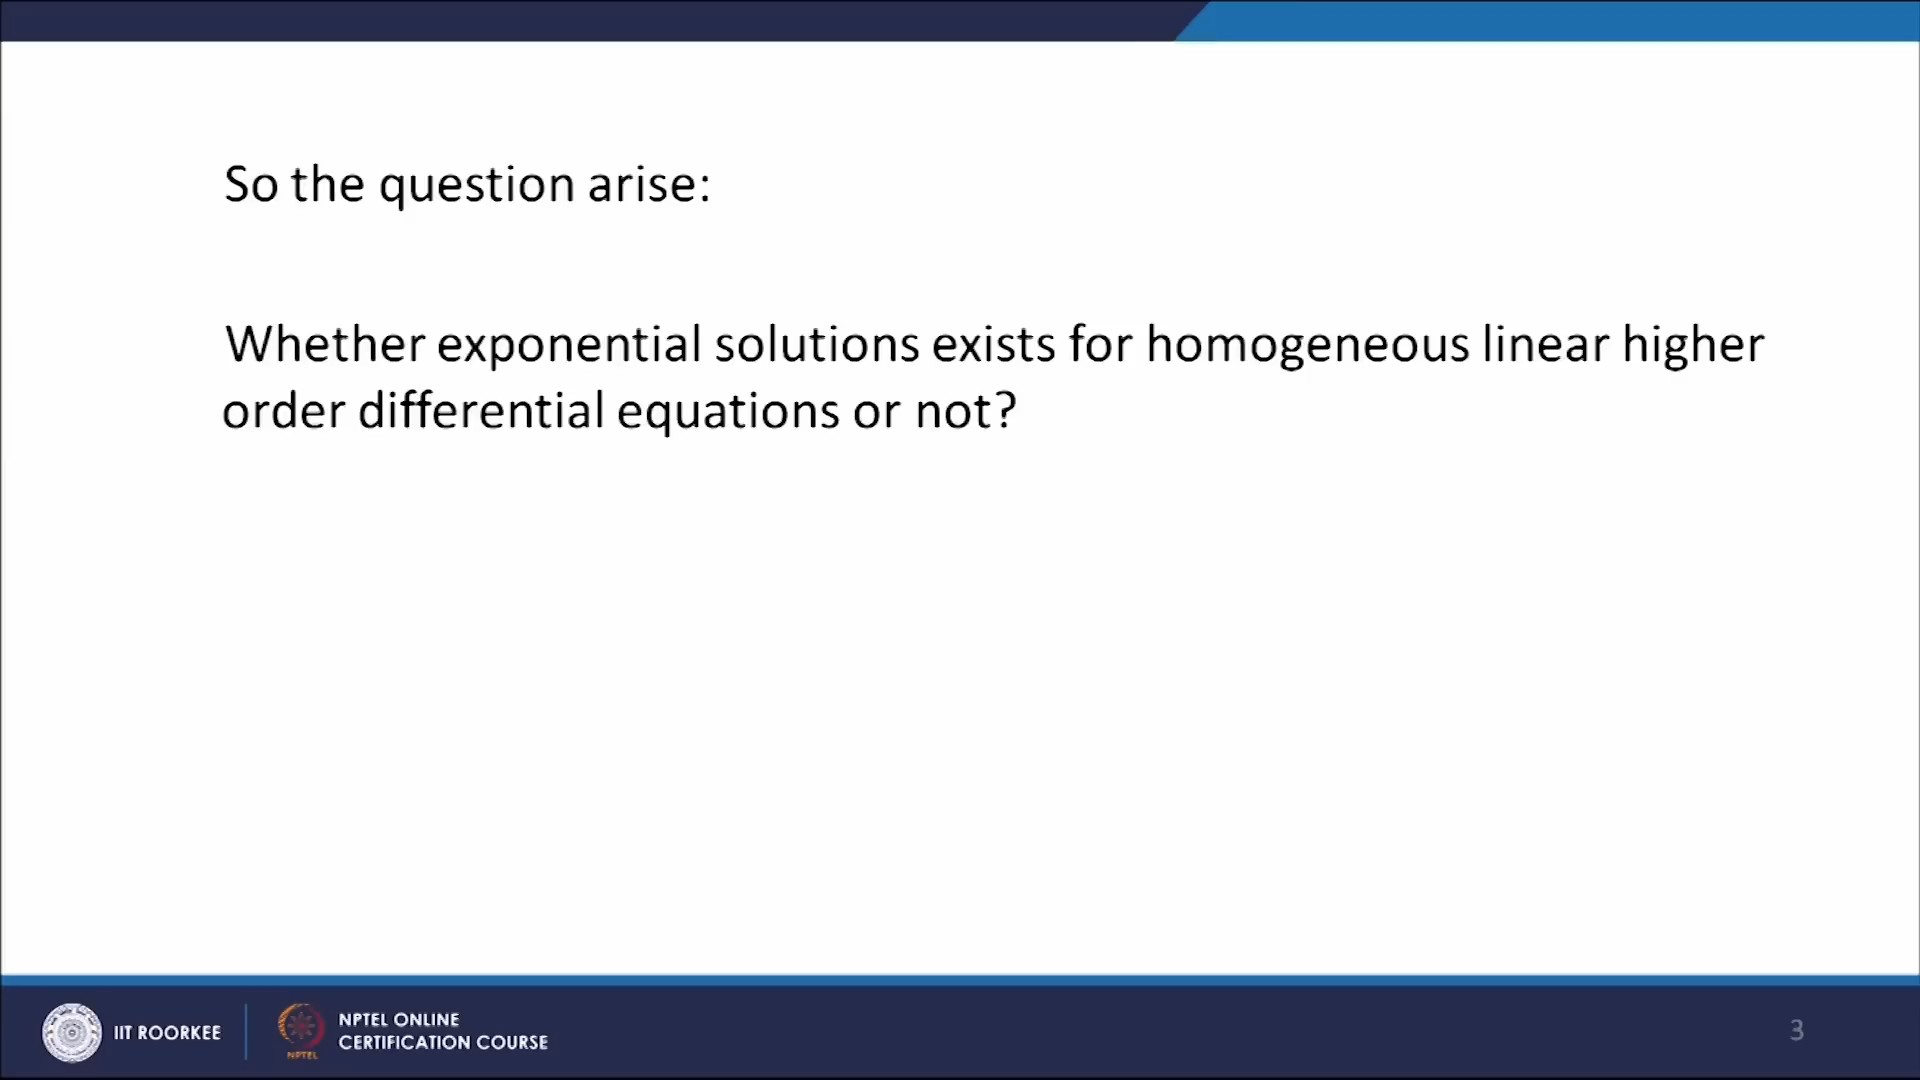 So the question arise:
Whether exponential solutions exists for homogeneous linear higher
order differential equations or not?
IIT ROORKEE
NPTEL
NPTEL ONLINE
CERTIFICATION COURSE
3